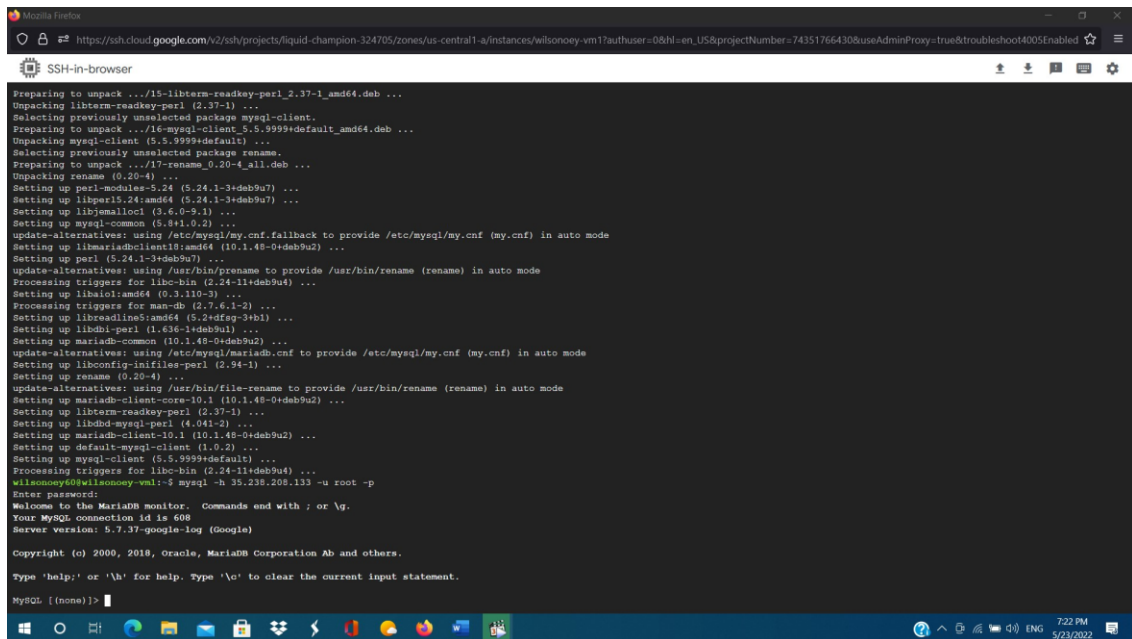 Mozilla Firefox
https://ssh.cloud.google.com/v2/ssh/projects/liquid-champion-324705/zones/us-central1-a/instances/wilsonoey-vm1?authuser=0&hl=en_US&projectNumber=74351766430&useAdminProxy=true&troubleshoot4005Enabled
SSH-in-browser
Preparing to unpack .../15-libterm-readkey-perl_2.37-1_amd64.deb ...
Unpacking libterm-readkey-perl (2.37-1) ...
Selecting previously unselected package mysql-client.
Preparing to unpack .../16-mysql-client_5.5.9999+default_amd64.deb ...
Unpacking mysql-client (5.5.9999+default) ...
Selecting previously unselected package rename.
Preparing to unpack .../17-rename_0.20-4_all.deb ...
Unpacking rename (0.20-4) ...
Setting up perl-modules-5.24 (5.24.1-3+deb9u7) ...
Setting up libperl5.24:amd64 (5.24.1-3+deb9u7) ...
Setting up libjemalloc1 (3.6.0-9.1) ...
Setting up mysql-common (5.8+1.0.2) ...
update-alternatives: using /etc/mysql/my.cnf.fallback to provide /etc/mysql/my.cnf (my.cnf) in auto mode
Setting up libmariadbclient18:amd64 (10.1.48-0+deb9u2) ...
Setting up perl (5.24.1-3+deb9u7) ...
update-alternatives: using /usr/bin/prename to provide /usr/bin/rename (rename) in auto mode
Processing triggers for libc-bin (2.24-11+deb9u4) ...
Setting up libaio1:amd64 (0.3.110-3) ...
Processing triggers for man-db (2.7.6.1-2) ...
Setting up libreadline5:amd64 (5.2+dfsg-3+b1) ...
Setting up libdbi-perl (1.636-1+deb9u1) ...
Setting up mariadb-common (10.1.48-0+deb9u2) ...
update-alternatives: using /etc/mysql/mariadb.cnf to provide /etc/mysql/my.cnf (my.cnf) in auto mode
Setting up libconfig-inifiles-perl (2.94-1) ...
Setting up rename (0.20-4) ...
update-alternatives: using /usr/bin/file-rename to provide /usr/bin/rename (rename) in auto mode
Setting up mariadb-client-core-10.1 (10.1.48-0+deb9u2) ...
Setting up libterm-readkey-perl (2.37-1) ...
Setting up libdbd-mysql-perl (4.041-2) ...
Setting up mariadb-client-10.1 (10.1.48-0+deb9u2) ...
Setting up default-mysql-client (1.0.2) ...
Setting up mysql-client (5.5.9999+default) ...
Processing triggers for libc-bin (2.24-11+deb9u4) ...
wilsonoey60@wilsonoey-vm1:~$ mysql -h 35.238.208.133 -u root -p
Enter password:
Welcome to the MariaDB monitor.  Commands end with ; or \g.
Your MySQL connection id is 608
Server version: 5.7.37-google-log (Google)
Copyright (c) 2000, 2018, Oracle, MariaDB Corporation Ab and others.
Type 'help;' or '\h' for help. Type '\c' to clear the current input statement.
MySQL [(none)]>
ENG
7:22 PM
5/23/2022